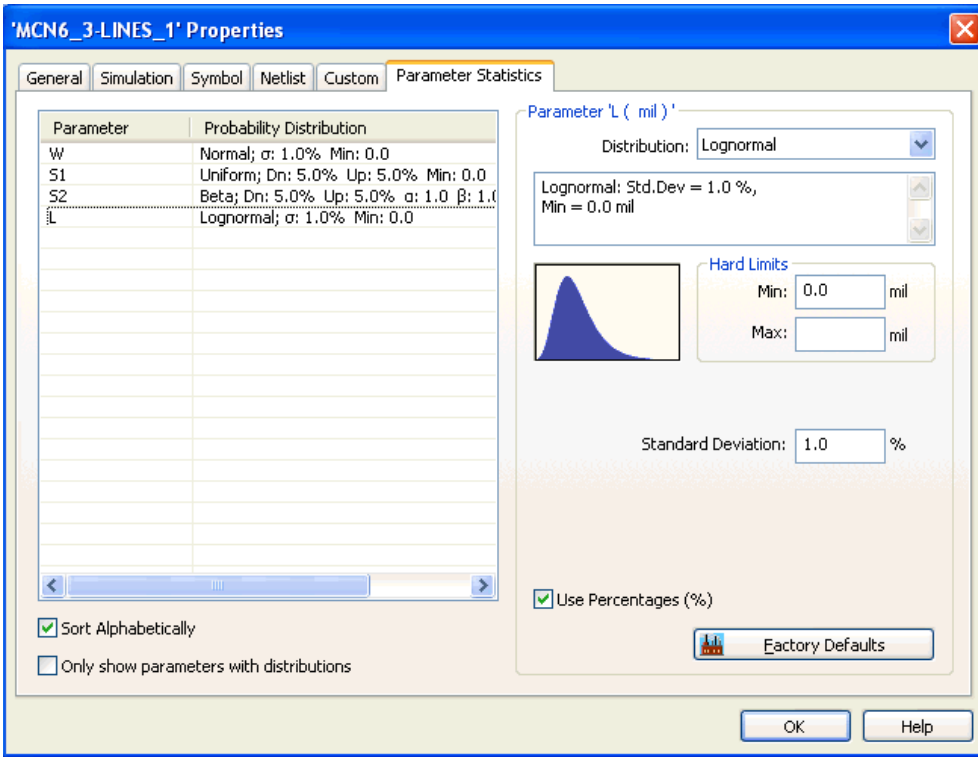 'MCN6_3-LINES_1' Properties
General Simulation Symbol Netlist Custom Parameter Statistics
Parameter Probability Distribution
W Normal; σ: 1.0% Min: 0.0
S1 Uniform; Dn: 5.0% Up: 5.0% Min: 0.0
S2 Beta; Dn: 5.0% Up: 5.0% α: 1.0 β: 1.0
L Lognormal; σ: 1.0% Min: 0.0
Sort Alphabetically
Only show parameters with distributions
Parameter 'L ( mil ) '
Distribution: Lognormal
Lognormal: Std.Dev = 1.0 %,
Min = 0.0 mil
Hard Limits
Min: 0.0 mil
Max: mil
Standard Deviation: 1.0 %
Use Percentages (%)
Factory Defaults
OK Help